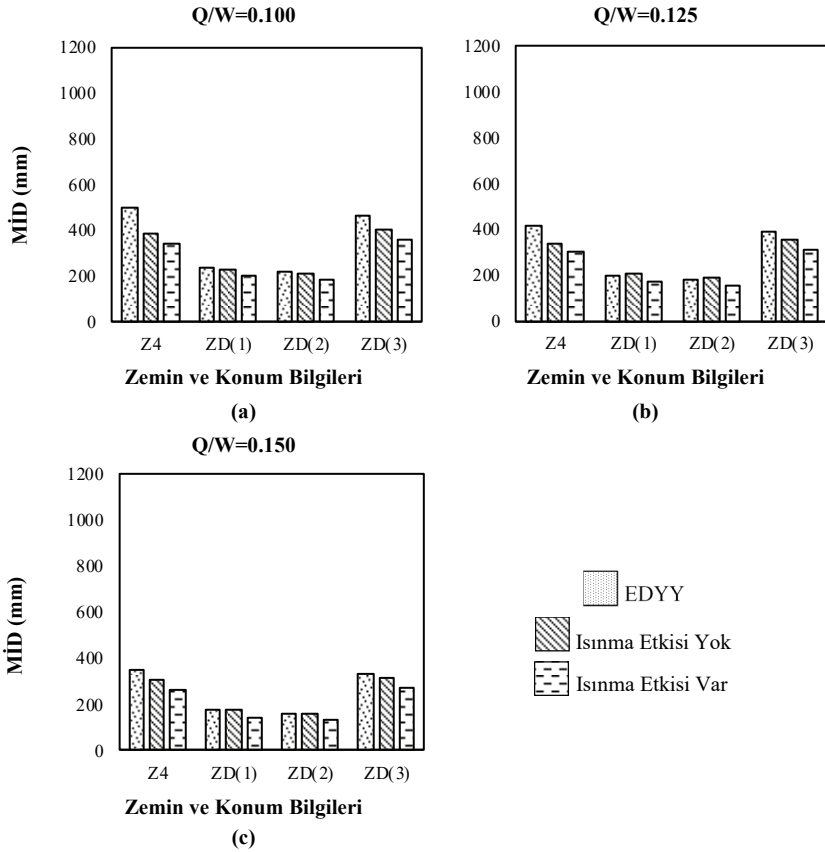 Q/W=0.100
1200
1000
800
600
400
200
0
MİD (mm)
Z4 ZD(1) ZD(2) ZD(3)
Zemin ve Konum Bilgileri
(a)
Q/W=0.125
1200
1000
800
600
400
200
0
Z4 ZD(1) ZD(2) ZD(3)
Zemin ve Konum Bilgileri
(b)
Q/W=0.150
1200
1000
800
600
400
200
0
MİD (mm)
Z4 ZD(1) ZD(2) ZD(3)
Zemin ve Konum Bilgileri
(c)
EDYY
Isınma Etkisi Yok
Isınma Etkisi Var